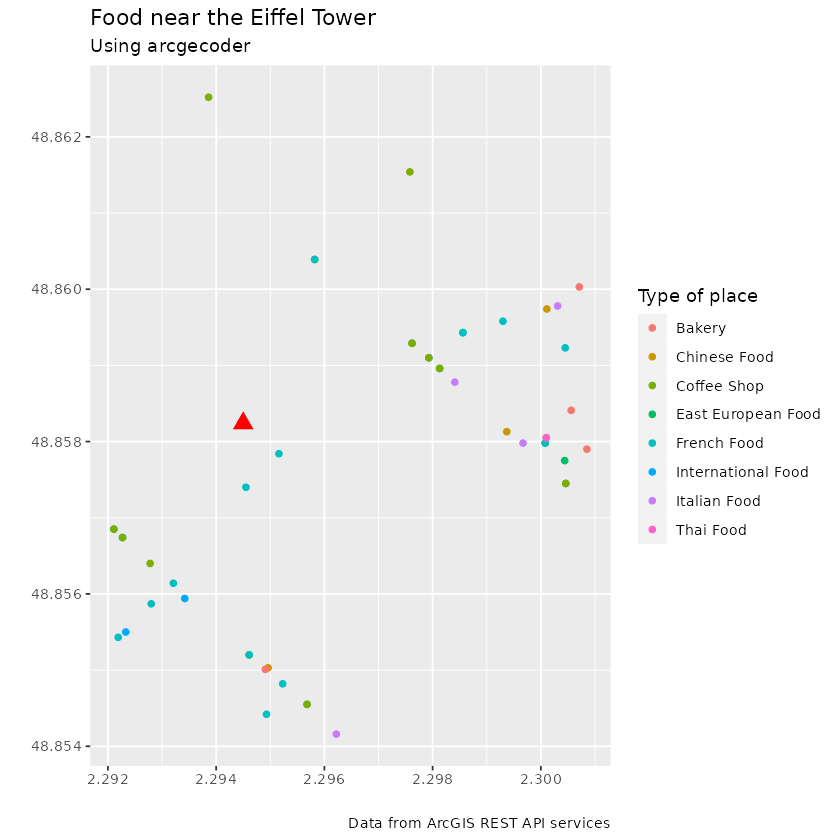 Food near the Eiffel Tower
Using arcgecoder
48.862
48.860
48.858
48.856
48.854
2.292 2.294 2.296 2.298 2.300
Type of place
Bakery
Chinese Food
Coffee Shop
East European Food
French Food
International Food
Italian Food
Thai Food
Data from ArcGIS REST API services